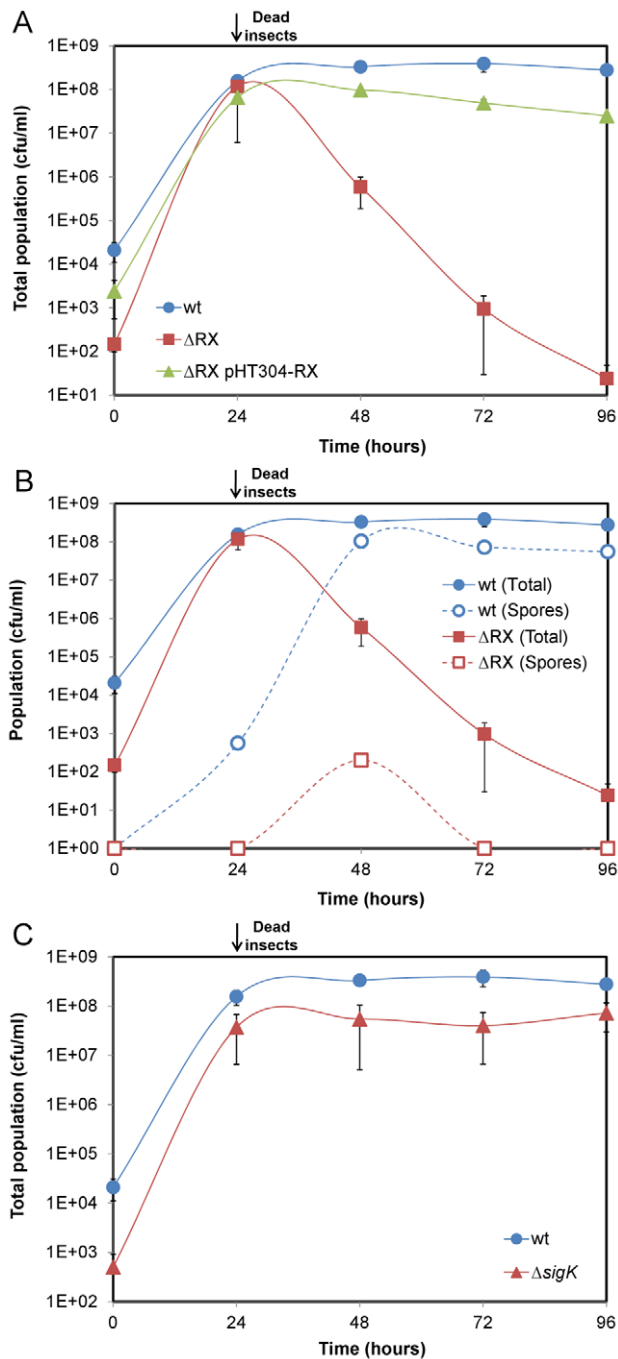 A
Dead
insects
1E+09
1E+08
1E+07
1E+06
1E+05
1E+04
1E+03
1E+02
1E+01
Total population (cfu/ml)
wt
ΔRX
ΔRX pHT304-RX
0 24 48 72 96
Time (hours)
B
Dead
insects
1E+09
1E+08
1E+07
1E+06
1E+05
1E+04
1E+03
1E+02
1E+01
1E+00
Population (cfu/ml)
wt (Total)
wt (Spores)
ΔRX (Total)
ΔRX (Spores)
0 24 48 72 96
Time (hours)
C
Dead
insects
1E+09
1E+08
1E+07
1E+06
1E+05
1E+04
1E+03
1E+02
Total population (cfu/ml)
wt
ΔsigK
0 24 48 72 96
Time (hours)